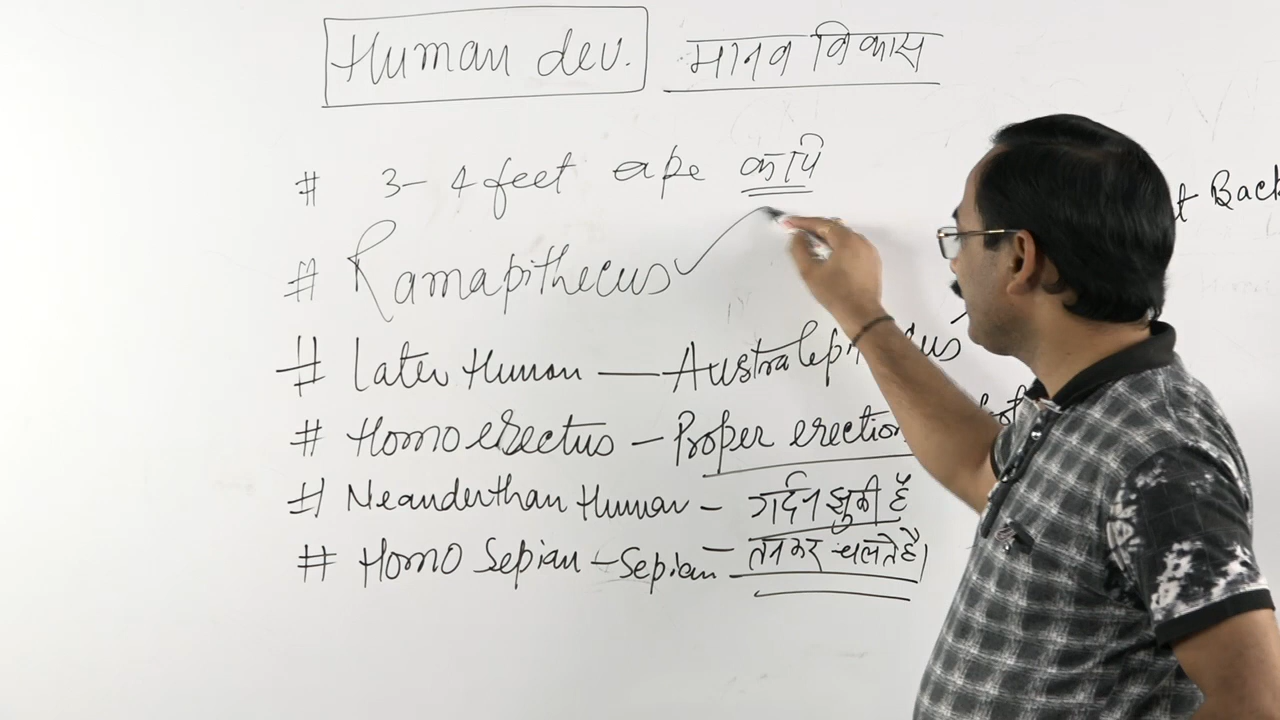 Human dev. मानव विकास
# 3-4 feet ape कपि
# Ramapithecus
# Later Human — 
# Homo erectus - Proper erection
# Neanderthan Human - गर्दन झुकी है
# Homo Sepian - Sepian - तनकर चलते है।
Back